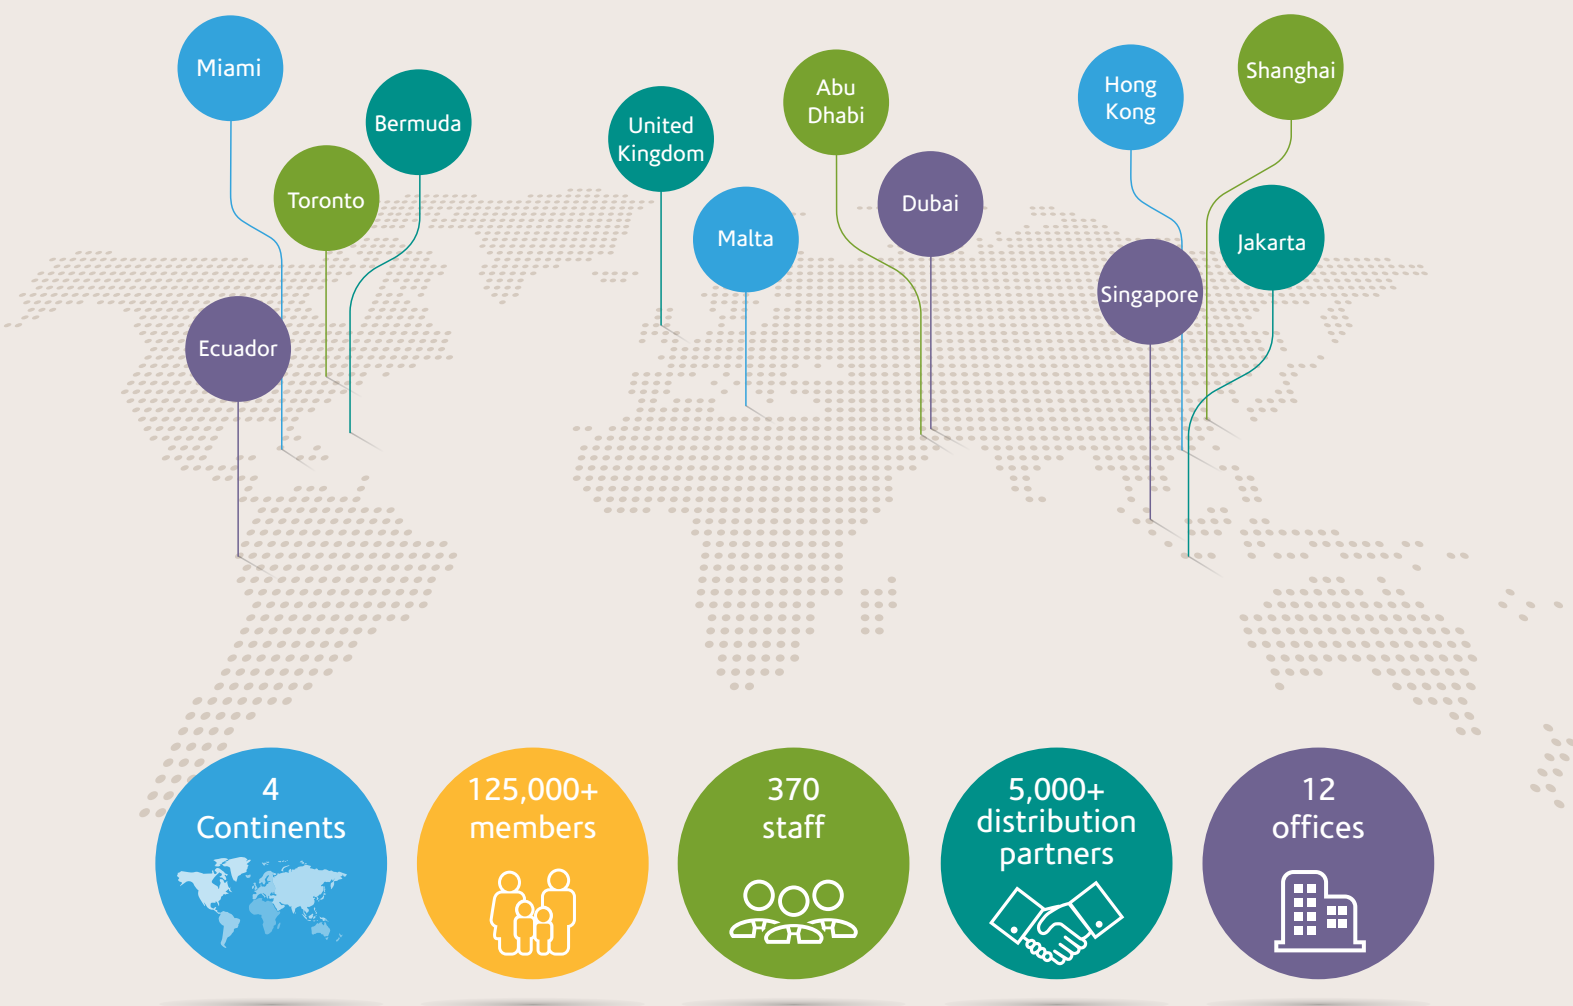 Miami
Bermuda
Toronto
Ecuador
United
Kingdom
Malta
Abu
Dhabi
Dubai
Hong
Kong
Shanghai
Singapore
Jakarta
4
Continents
125,000+
members
370
staff
5,000+
distribution
partners
12
offices